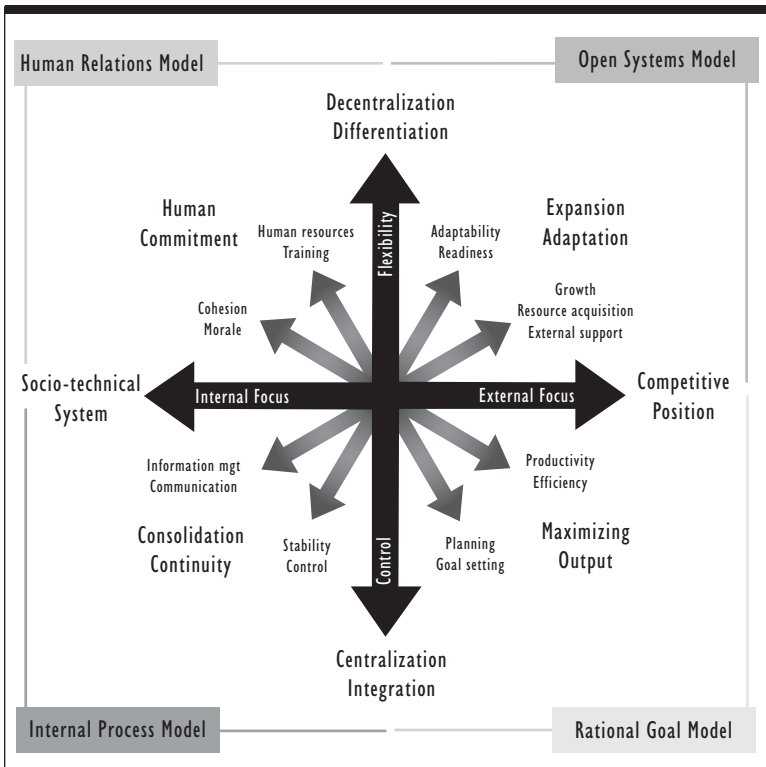 Human Relations Model
Open Systems Model
Decentralization
Differentiation
Human
Commitment
Human resources
Training
Flexibility
Adaptability
Readiness
Expansion
Adaptation
Cohesion
Morale
Growth
Resource acquisition
External support
Socio-technical
System
Internal Focus
External Focus
Competitive
Position
Information mgt
Communication
Productivity
Efficiency
Consolidation
Continuity
Stability
Control
Control
Planning
Goal setting
Maximizing
Output
Centralization
Integration
Internal Process Model
Rational Goal Model